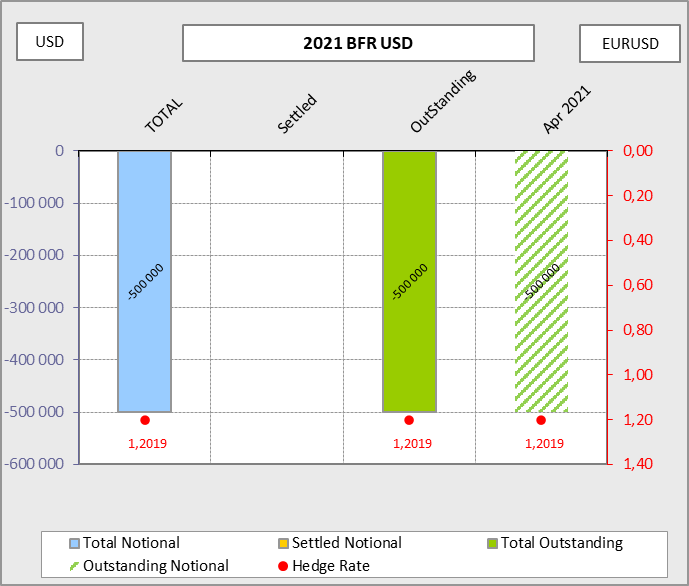 USD
2021 BFR USD
EURUSD
TOTAL
Settled
OutStanding
Apr 2021
0
-100 000
-200 000
-300 000
-400 000
-500 000
-600 000
-500 000
-500 000
-500 000
1,2019
1,2019
1,2019
0,00
0,20
0,40
0,60
0,80
1,00
1,20
1,40
Total Notional
Settled Notional
Total Outstanding
Outstanding Notional
Hedge Rate